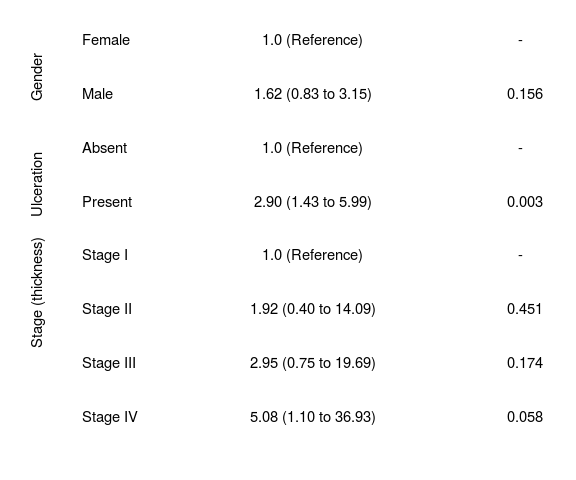 Gender
Female 1.0 (Reference) -
Male 1.62 (0.83 to 3.15) 0.156
Ulceration
Absent 1.0 (Reference) -
Present 2.90 (1.43 to 5.99) 0.003
Stage (thickness)
Stage I 1.0 (Reference) -
Stage II 1.92 (0.40 to 14.09) 0.451
Stage III 2.95 (0.75 to 19.69) 0.174
Stage IV 5.08 (1.10 to 36.93) 0.058